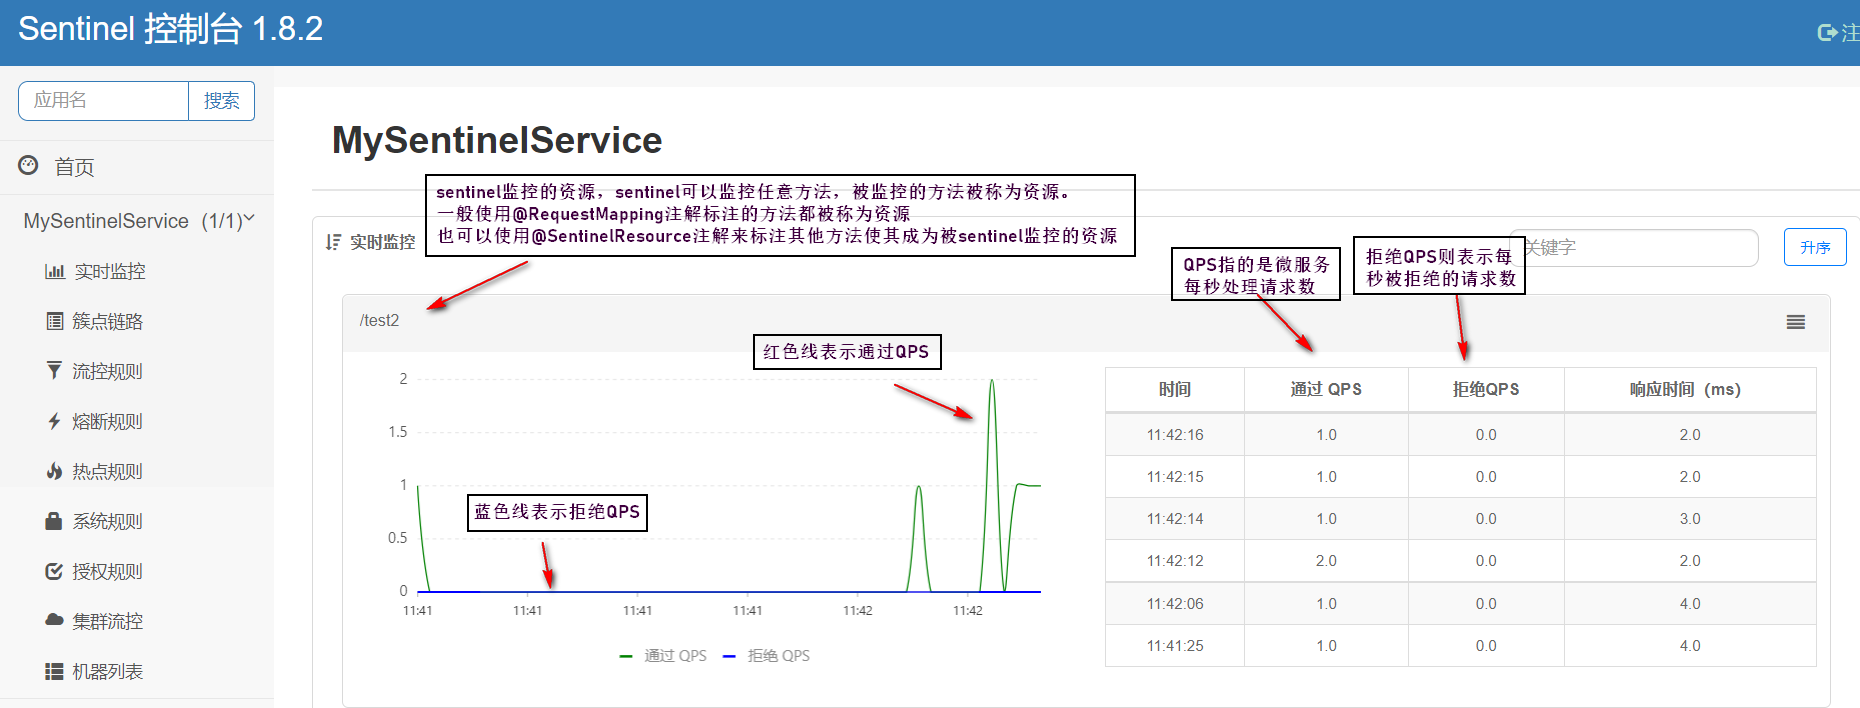 Sentinel 控制台 1.8.2
注
应用名
搜索
首页
MySentinelService (1/1)
实时监控
簇点链路
流控规则
熔断规则
热点规则
系统规则
授权规则
集群流控
机器列表
MySentinelService
sentinel监控的资源，sentinel可以监控任意方法，被监控的方法被称为资源。
一般使用@RequestMapping注解标注的方法都被称为资源
也可以使用@SentinelResource注解来标注其他方法使其成为被sentinel监控的资源
实时监控
关键字
升序
QPS指的是微服务
每秒处理请求数
拒绝QPS则表示每
秒被拒绝的请求数
/test2
红色线表示通过QPS
蓝色线表示拒绝QPS
2
1.5
1
0.5
0
11:41 11:41 11:41 11:41 11:42 11:42
通过 QPS 拒绝 QPS
时间 通过 QPS 拒绝QPS 响应时间（ms）
11:42:16 1.0 0.0 2.0
11:42:15 1.0 0.0 2.0
11:42:14 1.0 0.0 3.0
11:42:12 2.0 0.0 2.0
11:42:06 1.0 0.0 4.0
11:41:25 1.0 0.0 4.0